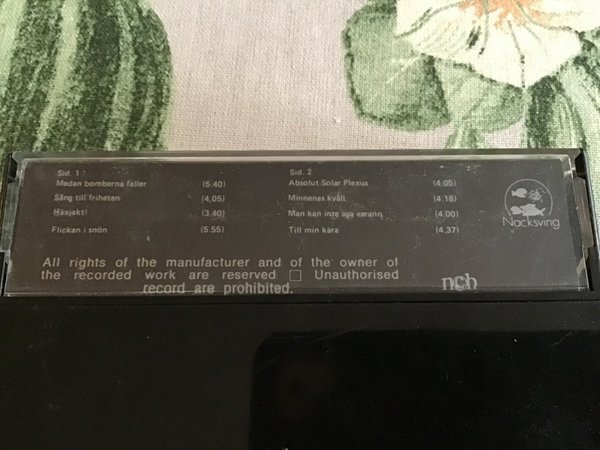 Sid. 1
Medan bomberna faller (5.40)
Sång till friheten (4,05)
Häxjakt! (3.40)
Flickan i snön (5.55)
Sid. 2
Absolut Solar Plexus (4:05)
Minnenas kväll (4.18)
Man kan inte äga varann (4.00)
Till min kära (4.37)
Nacksving
All rights of the manufacturer and of the owner of
the recorded work are reserved □ Unauthorised
record are prohibited.
ncb